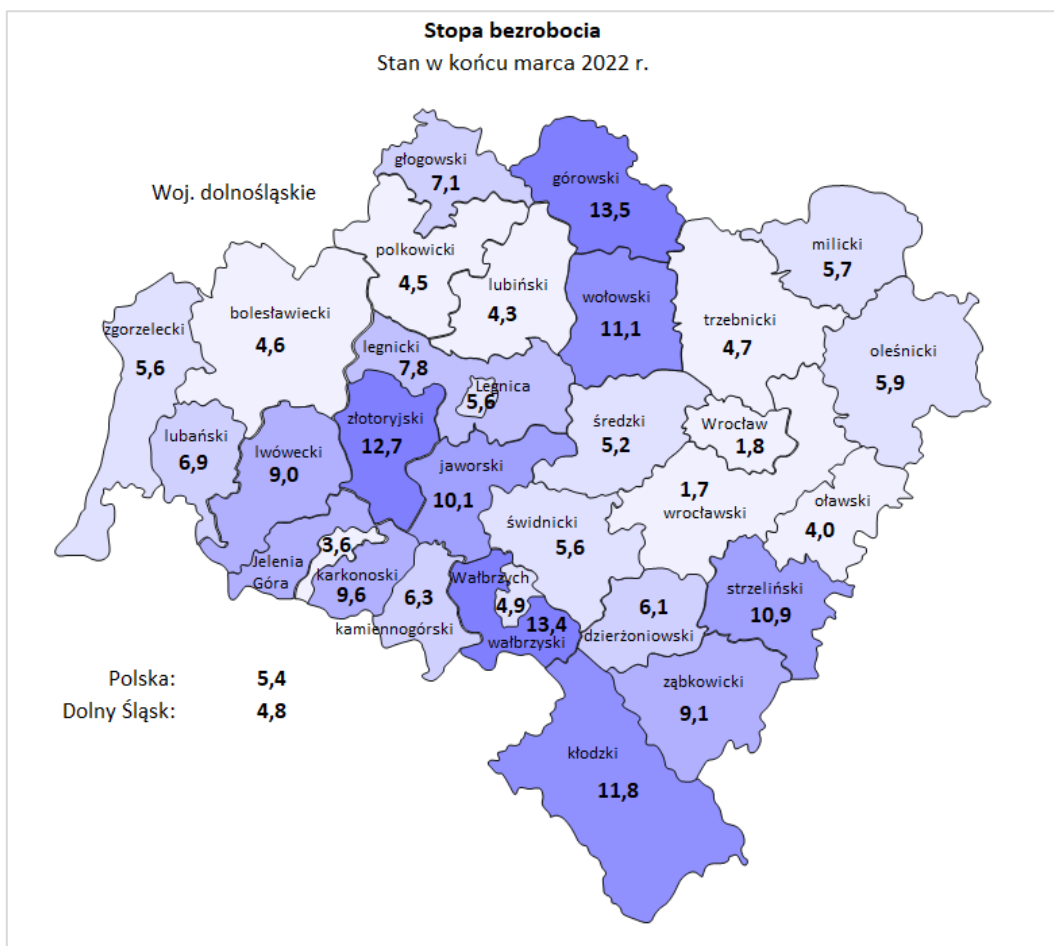 Stopa bezrobocia
Stan w końcu marca 2022 r.
Woj. dolnośląskie
głogowski
7,1
górowski
13,5
milicki
5,7
polkowicki
4,5
lubiński
4,3
wołowski
11,1
trzebnicki
4,7
bolesławiecki
4,6
zgorzelecki
5,6
oleśnicki
5,9
legnicki
7,8
Legnica
5,6
złotoryjski
12,7
średzki
5,2
Wrocław
1,8
lubański
6,9
lwówecki
9,0
jaworski
10,1
1,7
wrocławski
oławski
4,0
świdnicki
5,6
3,6
Jelenia
Góra
karkonoski
9,6
6,3
kamiennogórski
Wałbrzych
4,9
13,4
wałbrzyski
6,1
dzierżoniowski
strzeliński
10,9
ząbkowicki
9,1
kłodzki
11,8
Polska: 5,4
Dolny Śląsk: 4,8